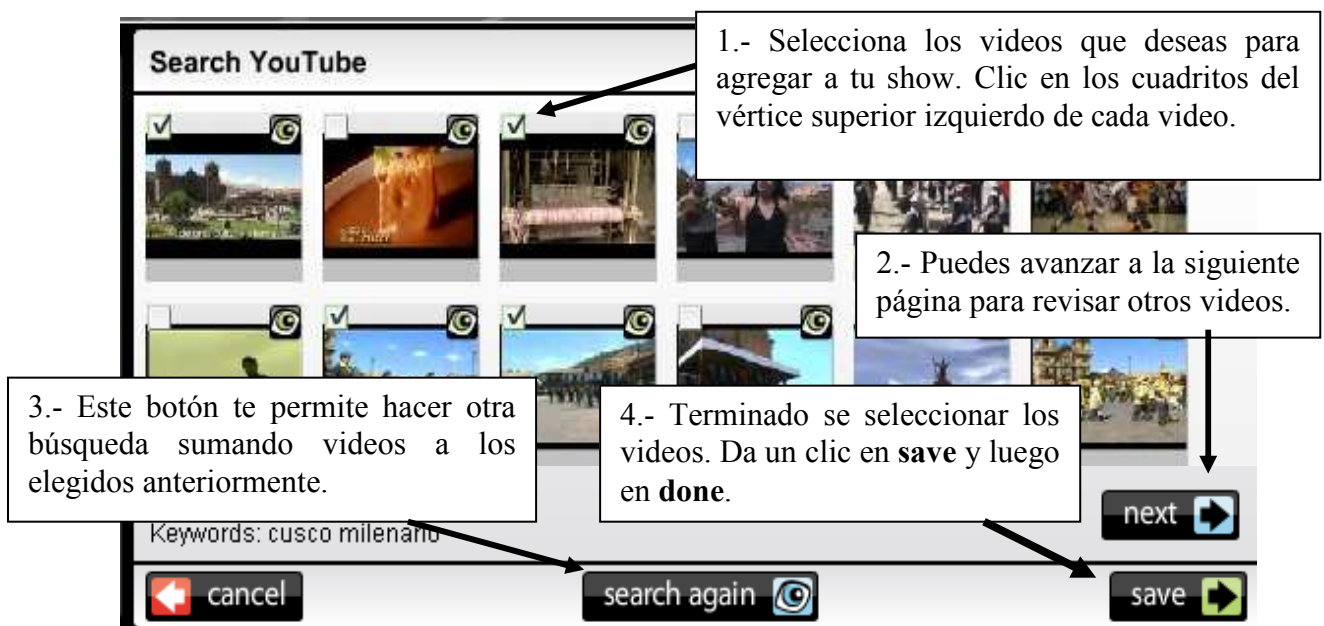 Search YouTube
1.- Selecciona los videos que deseas para
agregar a tu show. Clic en los cuadritos del
vértice superior izquierdo de cada video.
2.- Puedes avanzar a la siguiente
página para revisar otros videos.
3.- Este botón te permite hacer otra
búsqueda sumando videos a los
elegidos anteriormente.
4.- Terminado se seleccionar los
videos. Da un clic en save y luego
en done.
next
Keywords: cusco milenario
cancel
search again
save